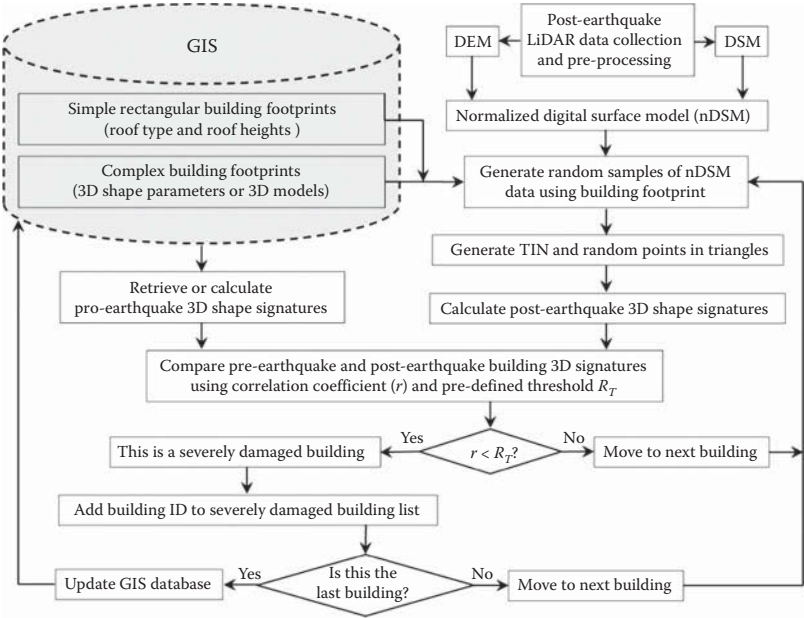 GIS
Simple rectangular building footprints
(roof type and roof heights )
Complex building footprints
(3D shape parameters or 3D models)
DEM
Post-earthquake
LiDAR data collection
and pre-processing
DSM
Normalized digital surface model (nDSM)
Generate random samples of nDSM
data using building footprint
Generate TIN and random points in triangles
Retrieve or calculate
pro-earthquake 3D shape signatures
Calculate post-earthquake 3D shape signatures
Compare pre-earthquake and post-earthquake building 3D signatures
using correlation coefficient (r) and pre-defined threshold R_T
This is a severely damaged building
Yes
r < R_T?
No
Move to next building
Add building ID to severely damaged building list
Update GIS database
Yes
Is this the
last building?
No
Move to next building